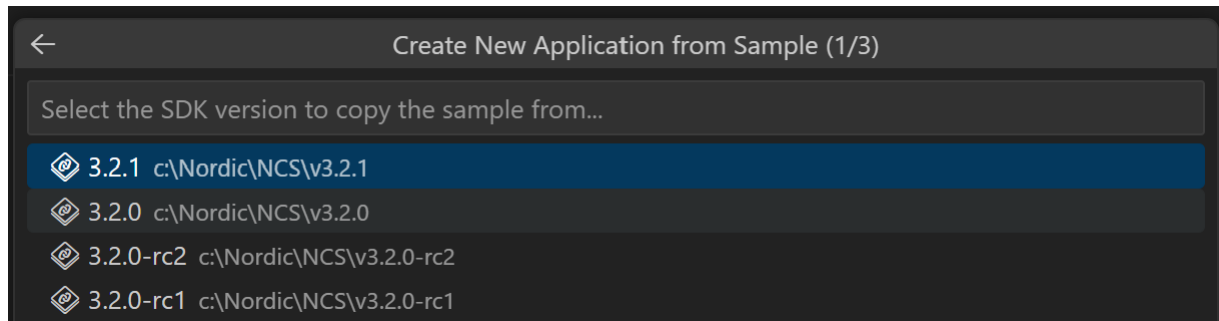 Create New Application from Sample (1/3)
Select the SDK version to copy the sample from...
3.2.1 c:\Nordic\NCS\v3.2.1
3.2.0 c:\Nordic\NCS\v3.2.0
3.2.0-rc2 c:\Nordic\NCS\v3.2.0-rc2
3.2.0-rc1 c:\Nordic\NCS\v3.2.0-rc1